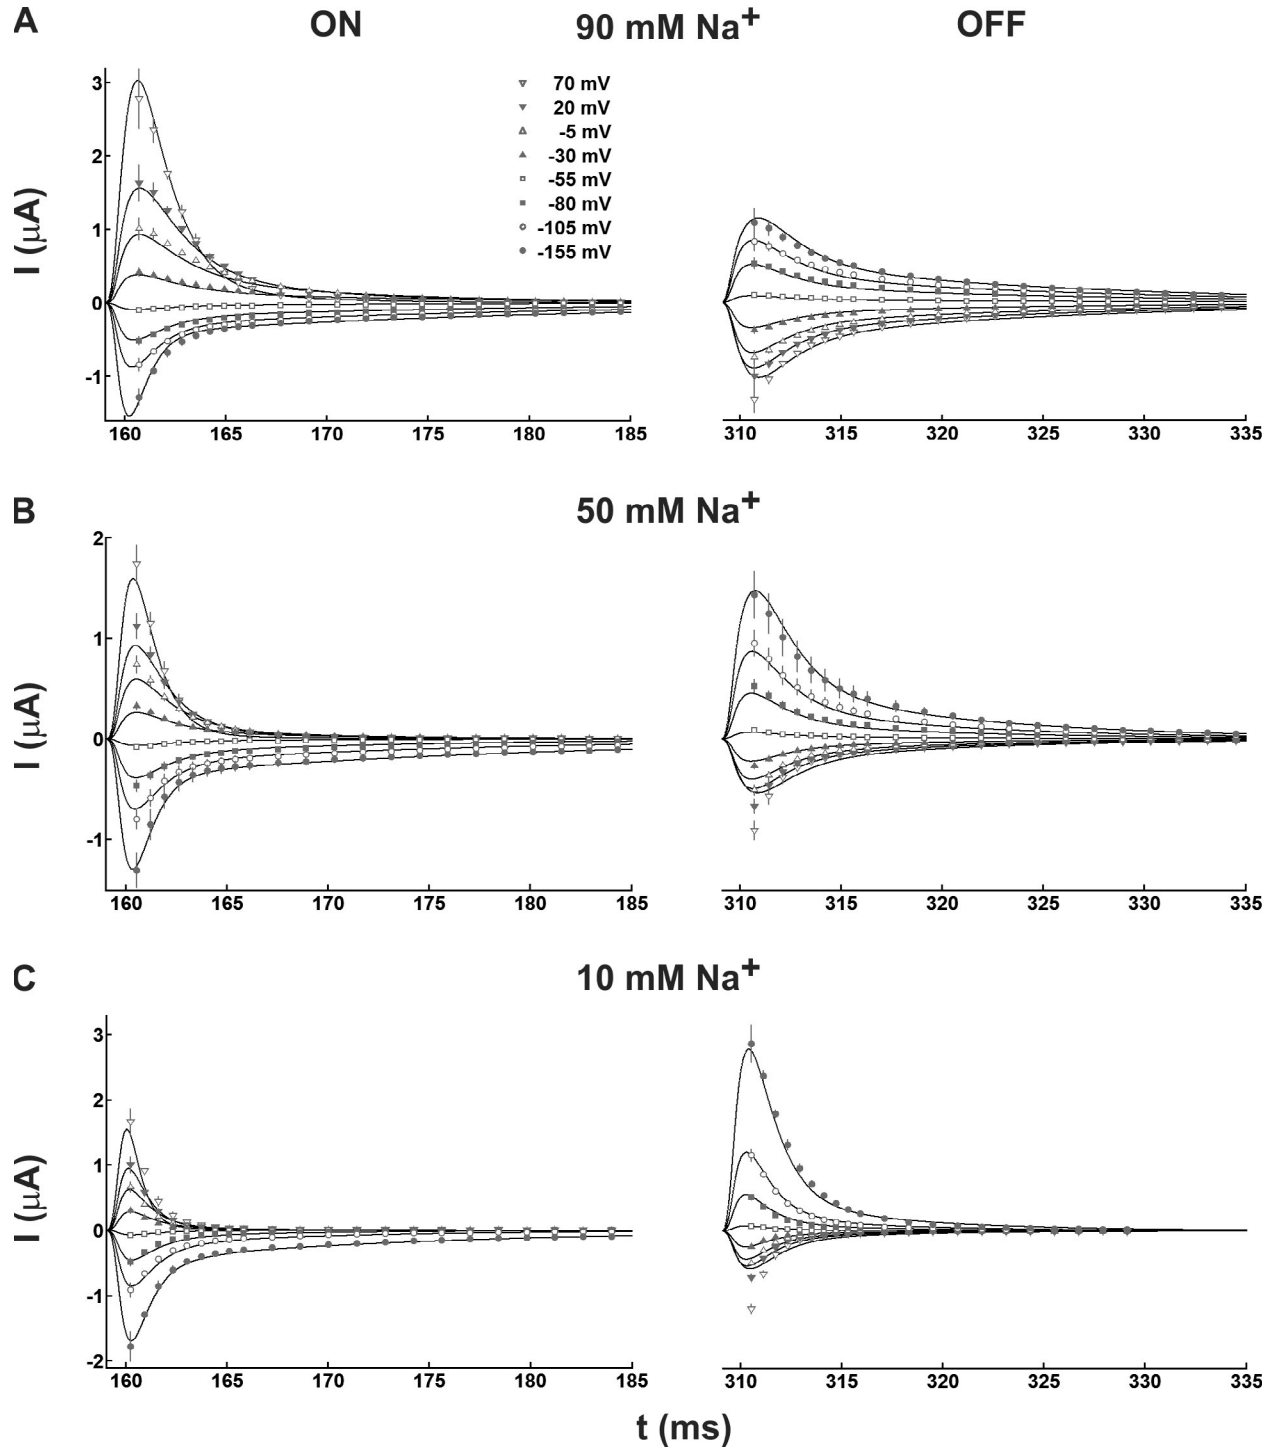 A ON 90 mM Na+ OFF
3
2
1
0
-1
I (μA)
70 mV
20 mV
-5 mV
-30 mV
-55 mV
-80 mV
-105 mV
-155 mV
160 165 170 175 180 185
310 315 320 325 330 335
B 50 mM Na+
2
1
0
-1
I (μA)
160 165 170 175 180 185
310 315 320 325 330 335
C 10 mM Na+
3
2
1
0
-1
-2
I (μA)
160 165 170 175 180 185
310 315 320 325 330 335
t (ms)